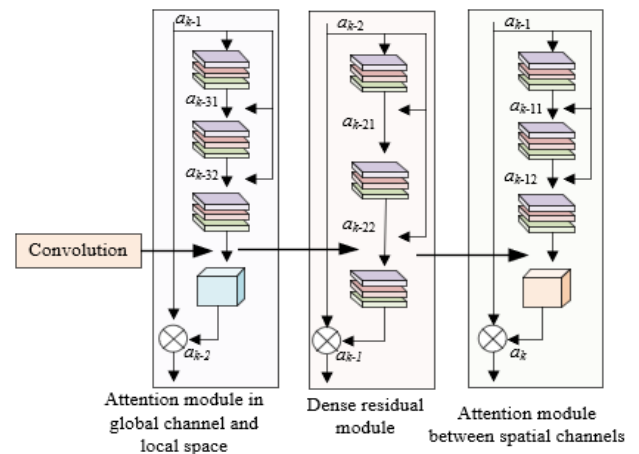 a_{k-1}
a_{k-31}
a_{k-32}
a_{k-2}
Convolution
Attention module in
global channel and
local space
a_{k-2}
a_{k-21}
a_{k-22}
a_{k-1}
Dense residual
module
a_{k-1}
a_{k-11}
a_{k-12}
a_k
Attention module
between spatial channels